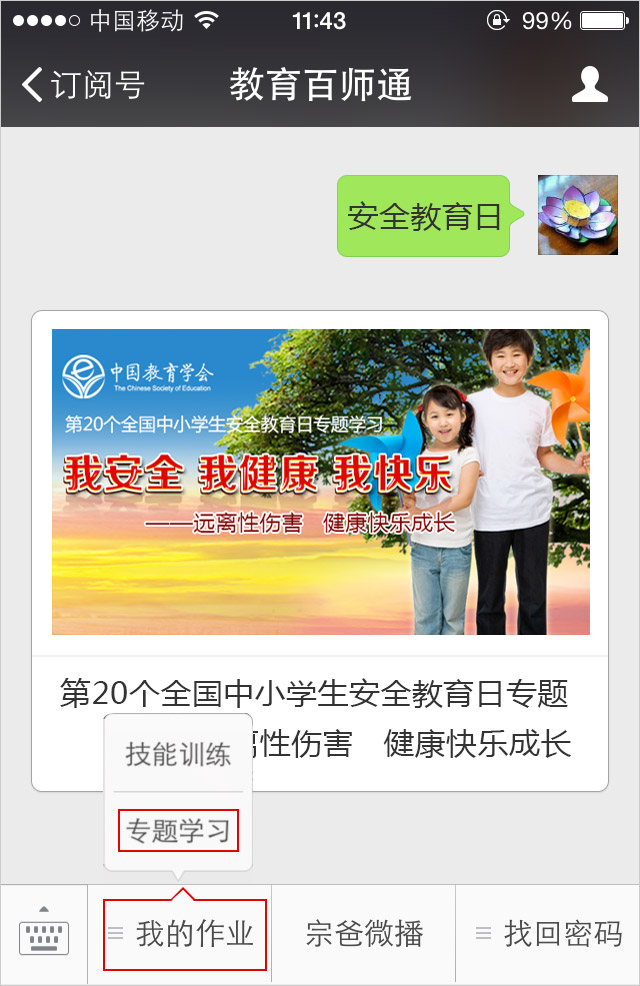 中国移动 11:43 99%
订阅号 教育百师通
安全教育日
中国教育学会
The Chinese Society of Education
第20个全国中小学生安全教育日专题学习
我安全 我健康 我快乐
——远离性伤害 健康快乐成长
第20个全国中小学生安全教育日专题
离性伤害 健康快乐成长
技能训练
专题学习
我的作业 宗爸微播 找回密码